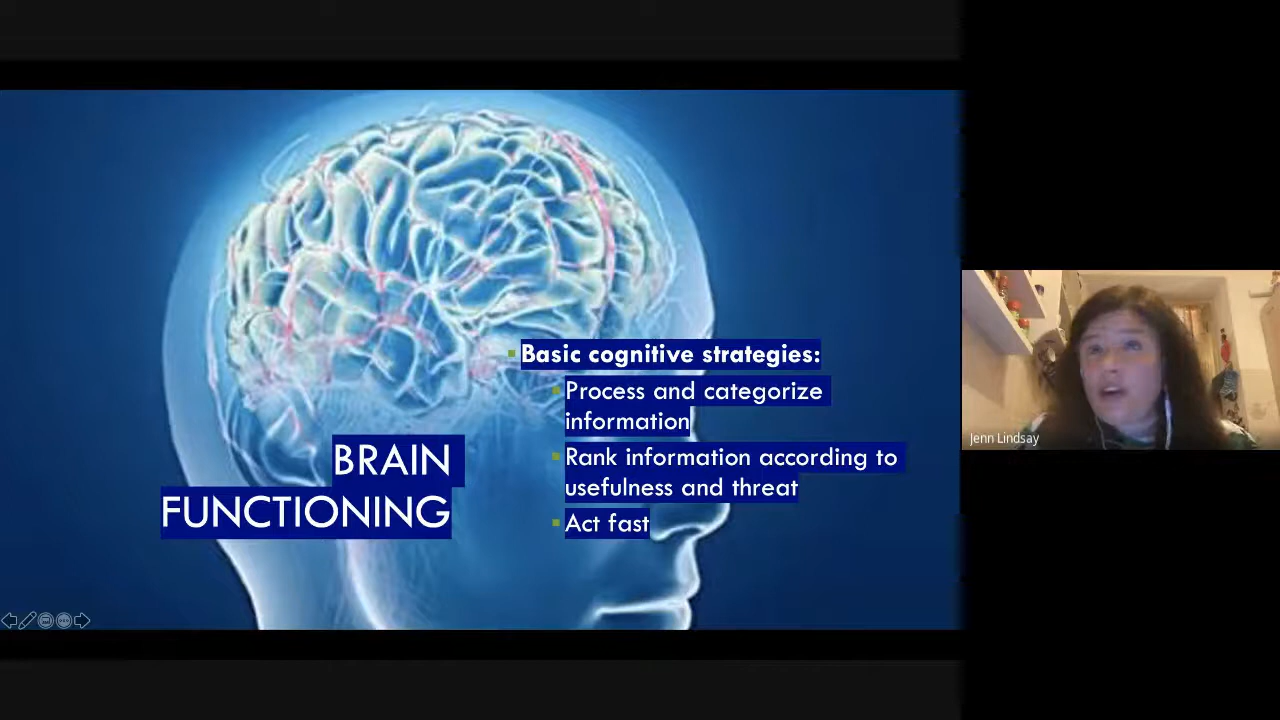 BRAIN
FUNCTIONING
Basic cognitive strategies:
Process and categorize
information
Rank information according to
usefulness and threat
Act fast
Jenn Lindsay